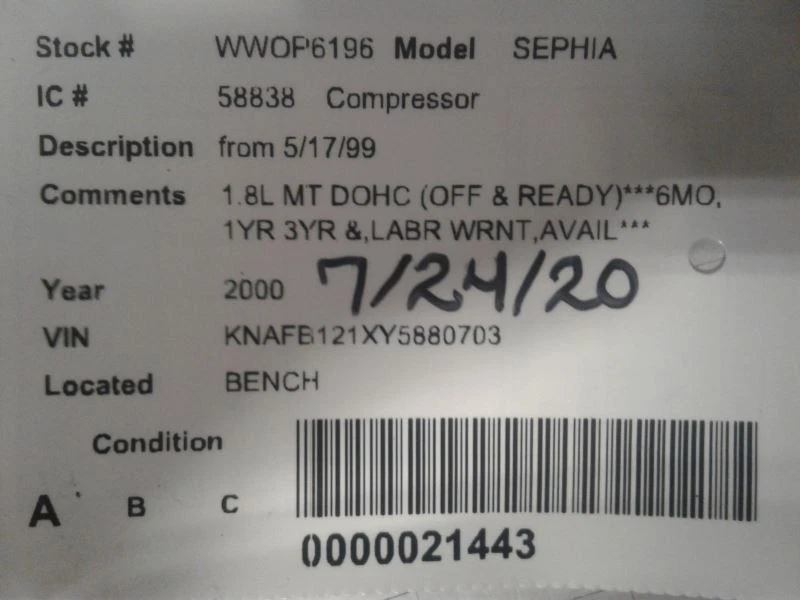 Stock # WWOP6196 Model SEPHIA
IC # 58838 Compressor
Description from 5/17/99
Comments 1.8L MT DOHC (OFF & READY)***6MO,
1YR 3YR &,LABR WRNT,AVAIL***
Year 2000 7/24/20
VIN KNAFB121XY5880703
Located BENCH
Condition
A B C
0000021443